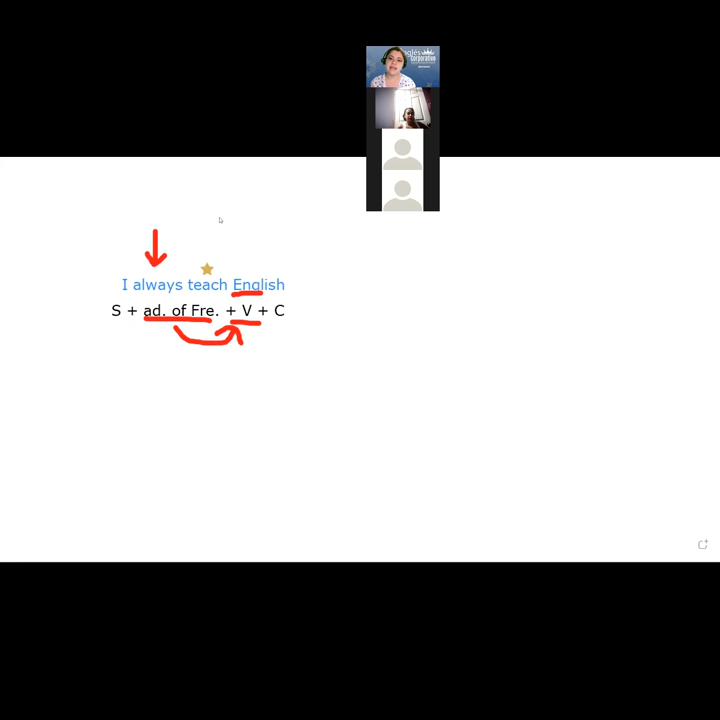 I always teach English
S + ad. of Fre. + V + C